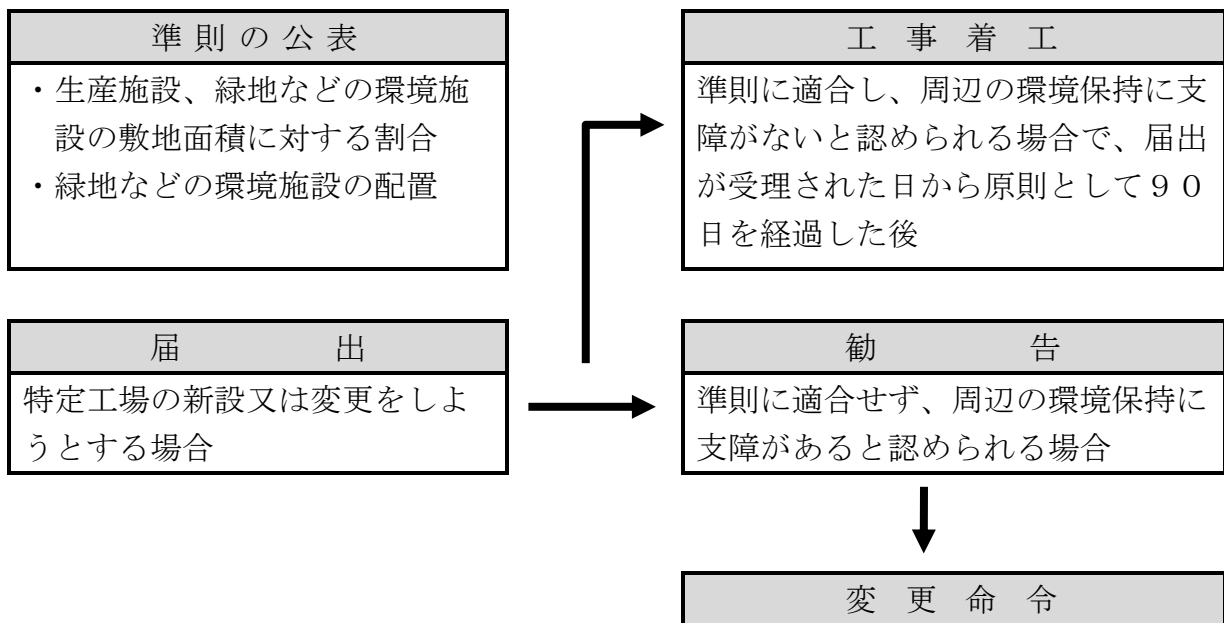 準則の公表
・生産施設、緑地などの環境施
設の敷地面積に対する割合
・緑地などの環境施設の配置
工事着工
準則に適合し、周辺の環境保持に支
障がないと認められる場合で、届出
が受理された日から原則として９０
日を経過した後
届出
特定工場の新設又は変更をしよ
うとする場合
勧告
準則に適合せず、周辺の環境保持に
支障があると認められる場合
変更命令